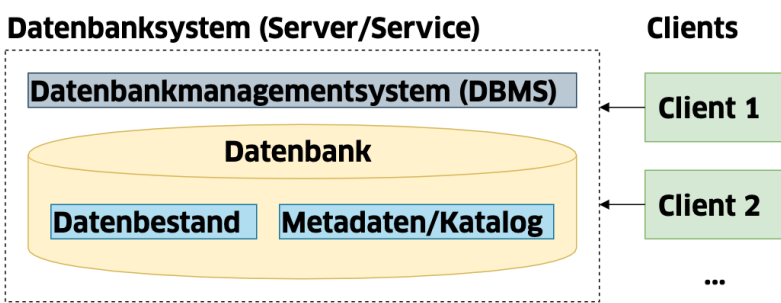 Datenbanksystem (Server/Service)
Clients
Datenbankmanagementsystem (DBMS)
Client 1
Datenbank
Datenbestand
Metadaten/Katalog
Client 2
...